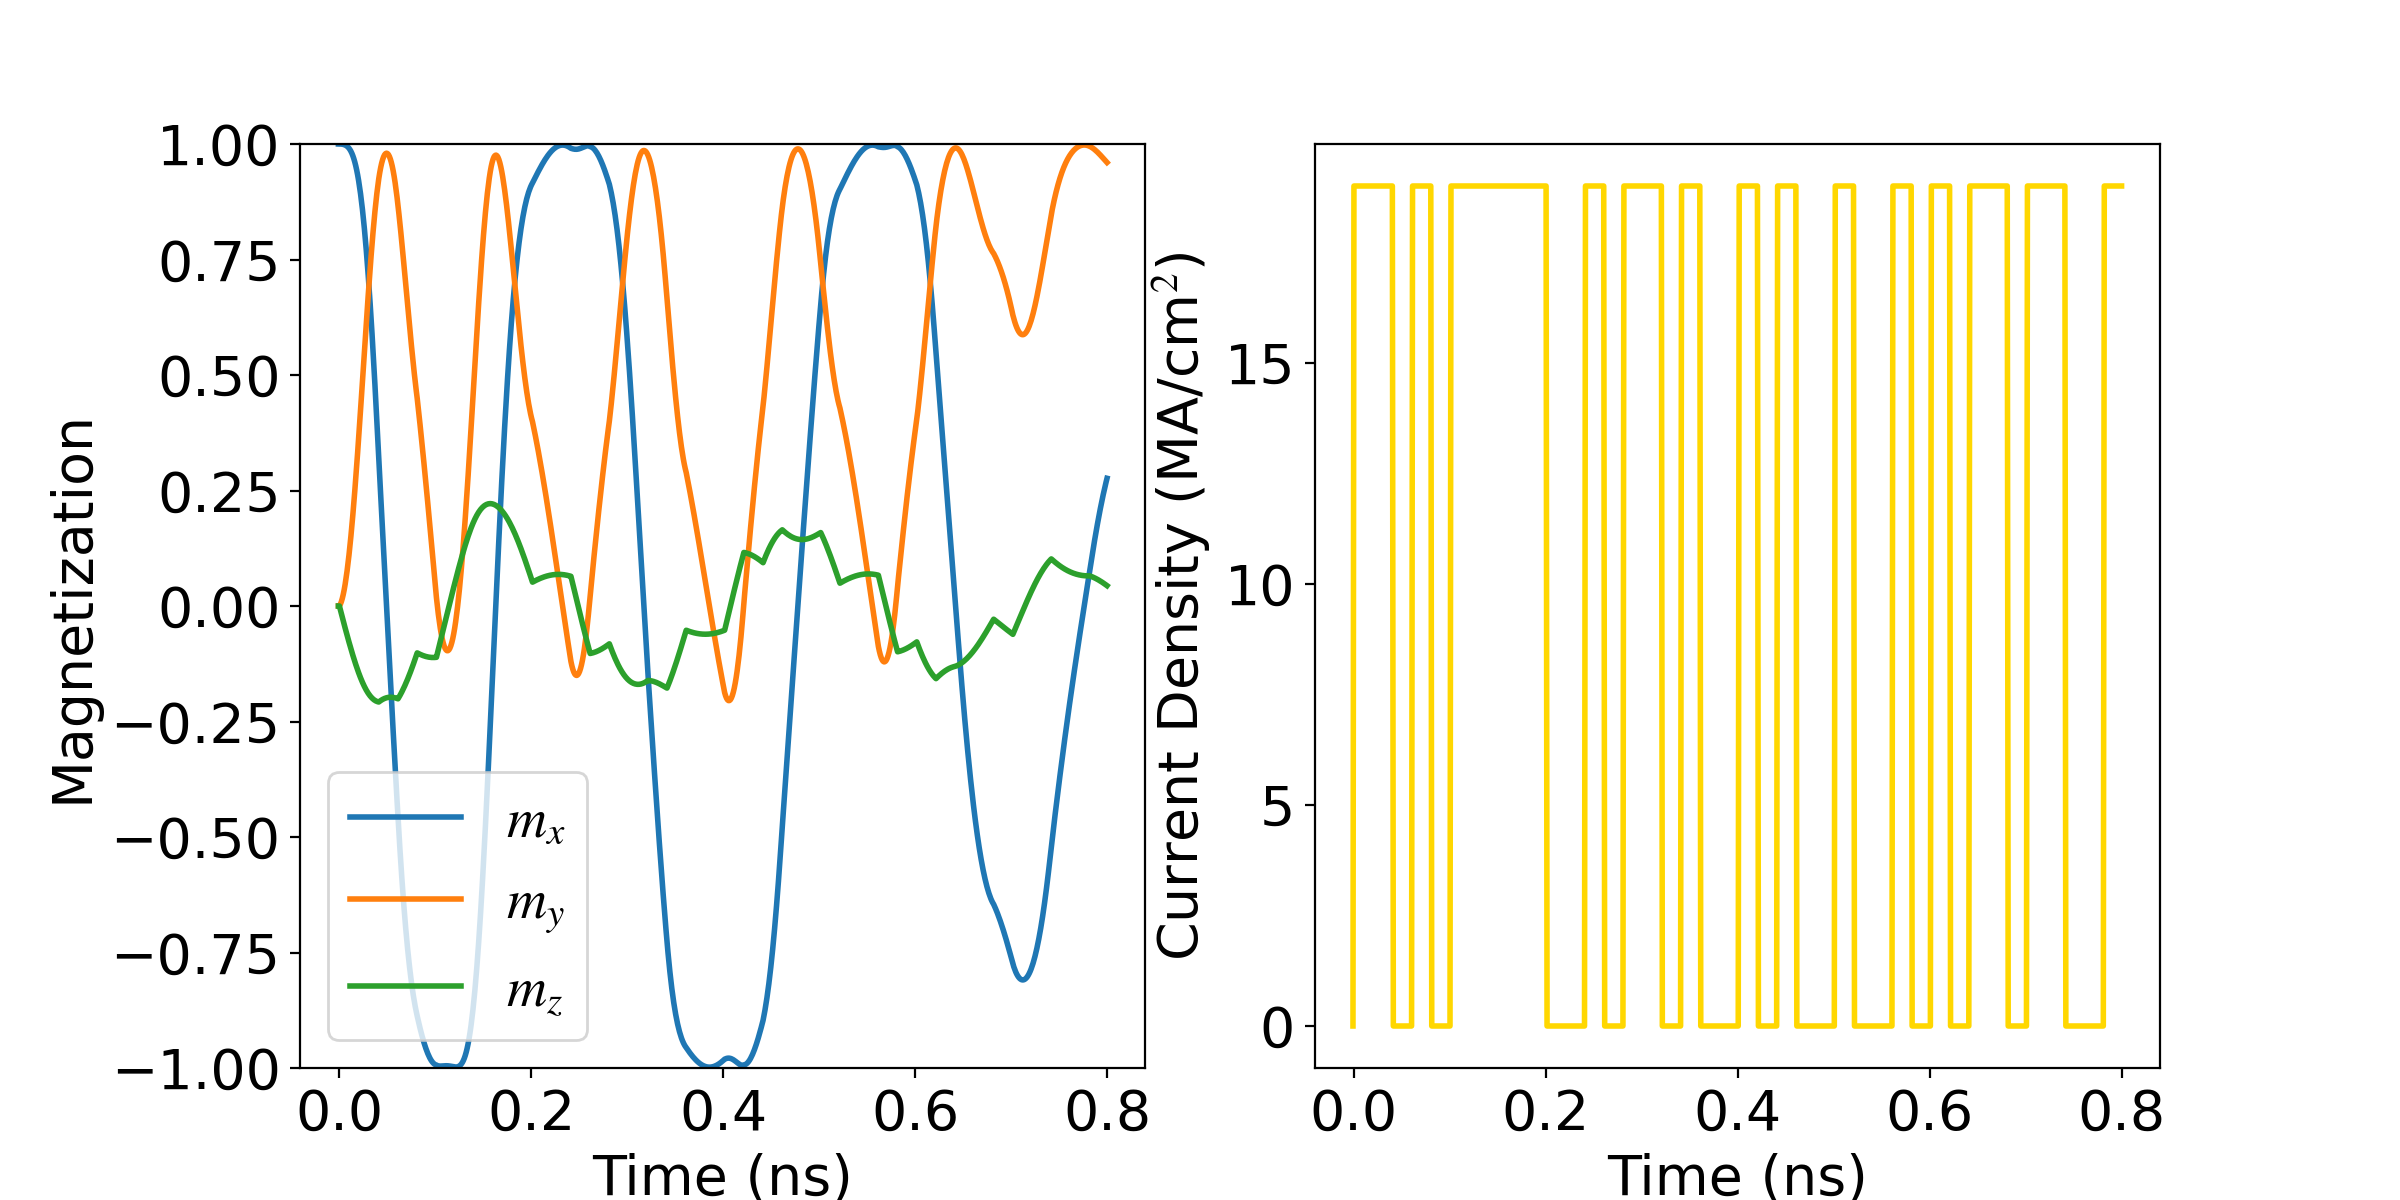 Magnetization
1.00
0.75
0.50
0.25
0.00
−0.25
−0.50
−0.75
−1.00
m_x
m_y
m_z
0.0 0.2 0.4 0.6 0.8
Time (ns)
Current Density (MA/cm²)
15
10
5
0
0.0 0.2 0.4 0.6 0.8
Time (ns)